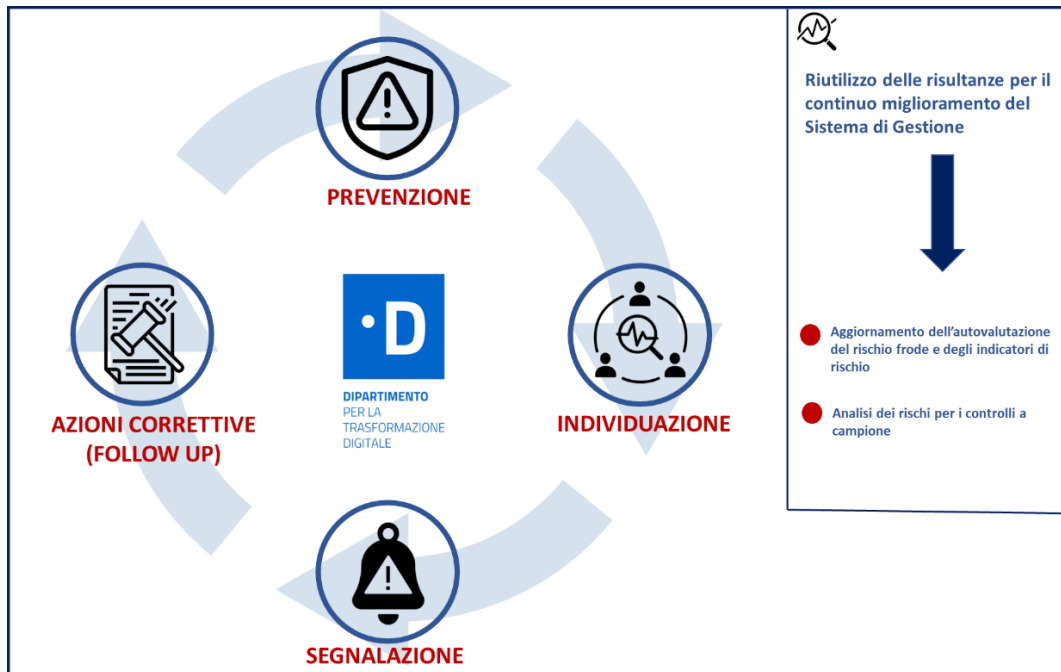 PREVENZIONE
INDIVIDUAZIONE
SEGNALAZIONE
AZIONI CORRETTIVE
(FOLLOW UP)
D
DIPARTIMENTO
PER LA
TRASFORMAZIONE
DIGITALE
Riutilizzo delle risultanze per il
continuo miglioramento del
Sistema di Gestione
Aggiornamento dell'autovalutazione
del rischio frode e degli indicatori di
rischio
Analisi dei rischi per i controlli a
campione